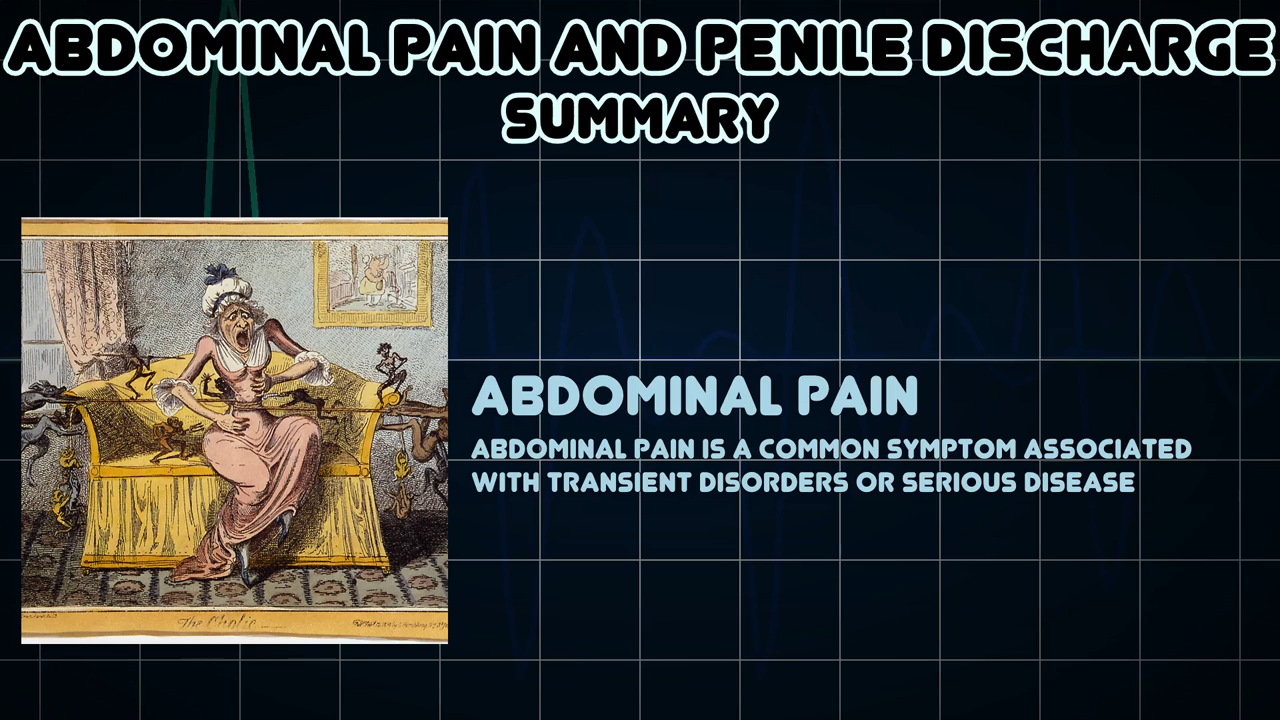 ABDOMINAL PAIN AND PENILE DISCHARGE
SUMMARY
ABDOMINAL PAIN
ABDOMINAL PAIN IS A COMMON SYMPTOM ASSOCIATED
WITH TRANSIENT DISORDERS OR SERIOUS DISEASE
The Cholic